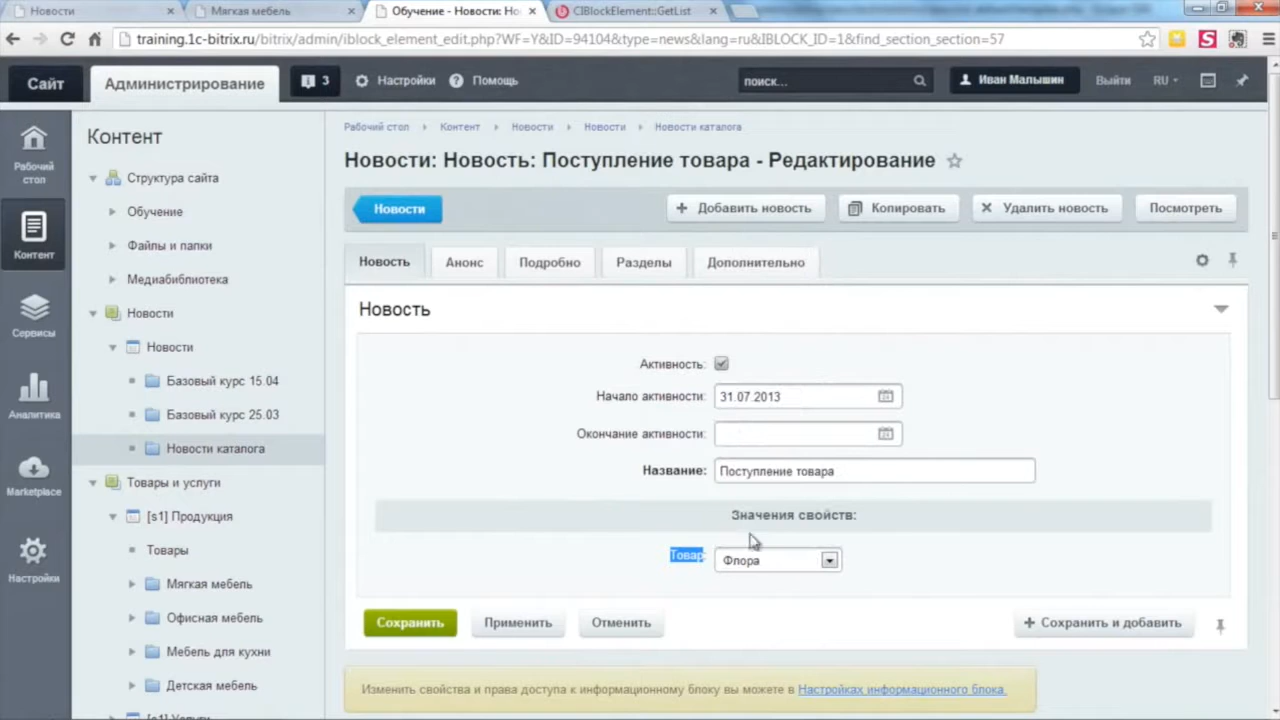 Новости
Мягкая мебель
Обучение - Новости: Но
CIBlockElement::GetList
training.1c-bitrix.ru/bitrix/admin/iblock_element_edit.php?WF=Y&ID=94104&type=news&lang=ru&IBLOCK_ID=1&find_section_section=57
Сайт
Администрирование
3
Настройки
Помощь
поиск...
Иван Малышин
Выйти
RU
Рабочий стол
Контент
Сервисы
Аналитика
Marketplace
Настройки
Контент
Структура сайта
Обучение
Файлы и папки
Медиабиблиотека
Новости
Новости
Базовый курс 15.04
Базовый курс 25.03
Новости каталога
Товары и услуги
[s1] Продукция
Товары
Мягкая мебель
Офисная мебель
Мебель для кухни
Детская мебель
[s1] Услуги
Рабочий стол Контент Новости Новости Новости каталога
Новости: Новость: Поступление товара - Редактирование
Новости
Добавить новость
Копировать
Удалить новость
Посмотреть
Новость
Анонс
Подробно
Разделы
Дополнительно
Новость
Активность:
Начало активности: 31.07.2013
Окончание активности:
Название: Поступление товара
Значения свойств:
Товар: Флора
Сохранить
Применить
Отменить
Сохранить и добавить
Изменить свойства и права доступа к информационному блоку вы можете в Настройках информационного блока.